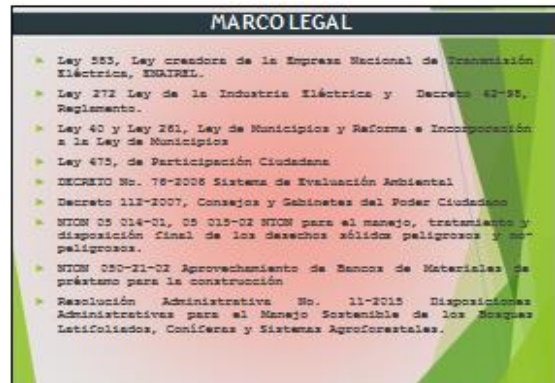 MARCO LEGAL
Ley 583, Ley creadora de la Empresa Nacional de Transmisión
Eléctrica, ENATREL.
Ley 272 Ley de la Industria Eléctrica y Decreto 42-98,
Reglamento.
Ley 40 y Ley 261, Ley de Municipios y Reforma e Incorporación
a la Ley de Municipios
Ley 475, de Participación Ciudadana
DECRETO No. 76-2006 Sistema de Evaluación Ambiental
Decreto 112-2007, Consejos y Gabinetes del Poder Ciudadano
NTON 05 014-01, 05 015-02 NTON para el manejo, tratamiento y
disposición final de los desechos sólidos peligrosos y no-
peligrosos.
NTON 050-21-02 Aprovechamiento de Bancos de Materiales de
préstamo para la construcción
Resolución Administrativa No. 11-2015 Disposiciones
Administrativas para el Manejo Sostenible de los Bosques
Latifoliados, Coníferas y Sistemas Agroforestales.